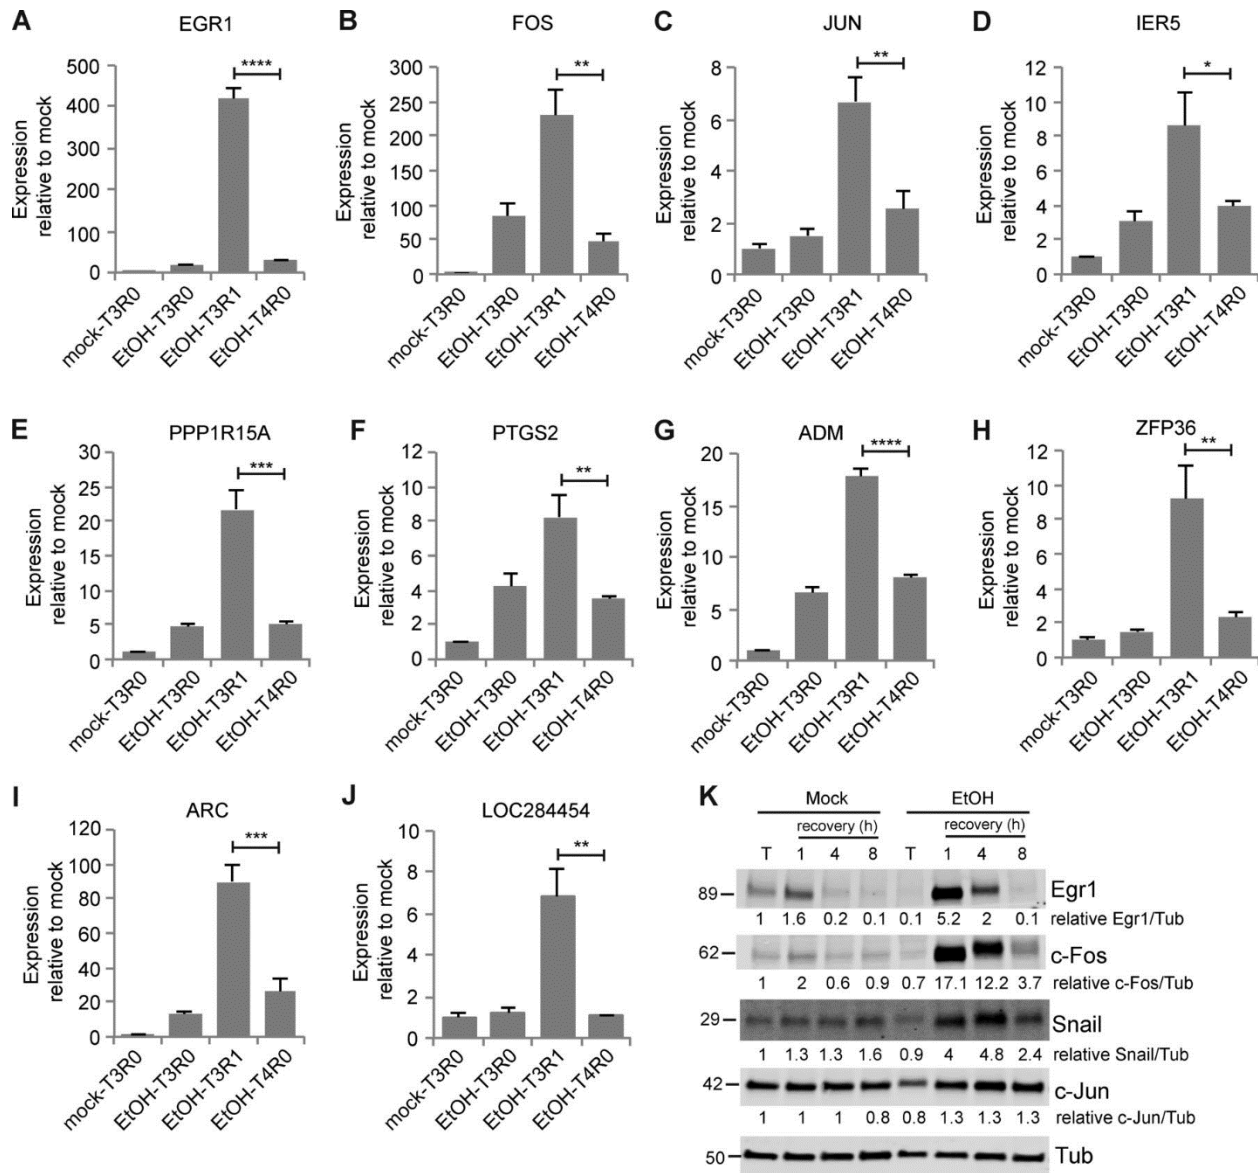 A
EGR1
Expression
relative to mock
500
400
300
200
100
0
****
mock-T3R0
EtOH-T3R0
EtOH-T3R1
EtOH-T4R0
B
FOS
Expression
relative to mock
300
250
200
150
100
50
0
**
mock-T3R0
EtOH-T3R0
EtOH-T3R1
EtOH-T4R0
C
JUN
Expression
relative to mock
8
6
4
2
0
**
mock-T3R0
EtOH-T3R0
EtOH-T3R1
EtOH-T4R0
D
IER5
Expression
relative to mock
12
10
8
6
4
2
0
*
mock-T3R0
EtOH-T3R0
EtOH-T3R1
EtOH-T4R0
E
PPP1R15A
Expression
relative to mock
30
25
20
15
10
5
0
***
mock-T3R0
EtOH-T3R0
EtOH-T3R1
EtOH-T4R0
F
PTGS2
Expression
relative to mock
12
10
8
6
4
2
0
**
mock-T3R0
EtOH-T3R0
EtOH-T3R1
EtOH-T4R0
G
ADM
Expression
relative to mock
20
15
10
5
0
****
mock-T3R0
EtOH-T3R0
EtOH-T3R1
EtOH-T4R0
H
ZFP36
Expression
relative to mock
12
10
8
6
4
2
0
**
mock-T3R0
EtOH-T3R0
EtOH-T3R1
EtOH-T4R0
I
ARC
Expression
relative to mock
120
100
80
60
40
20
0
***
mock-T3R0
EtOH-T3R0
EtOH-T3R1
EtOH-T4R0
J
LOC284454
Expression
relative to mock
10
8
6
4
2
0
**
mock-T3R0
EtOH-T3R0
EtOH-T3R1
EtOH-T4R0
K
Mock EtOH
recovery (h) recovery (h)
T 1 4 8 T 1 4 8
89 Egr1
1 1.6 0.2 0.1 0.1 5.2 2 0.1 relative Egr1/Tub
62 c-Fos
1 2 0.6 0.9 0.7 17.1 12.2 3.7 relative c-Fos/Tub
29 Snail
1 1.3 1.3 1.6 0.9 4 4.8 2.4 relative Snail/Tub
42 c-Jun
1 1 1 0.8 0.8 1.3 1.3 1.3 relative c-Jun/Tub
50 Tub